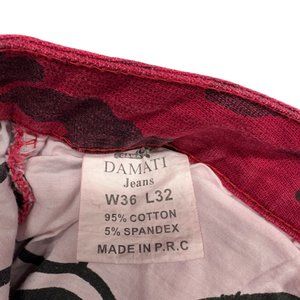 DAMATI
Jeans
W36 L32
95% COTTON
5% SPANDEX
MADE IN P.R.C